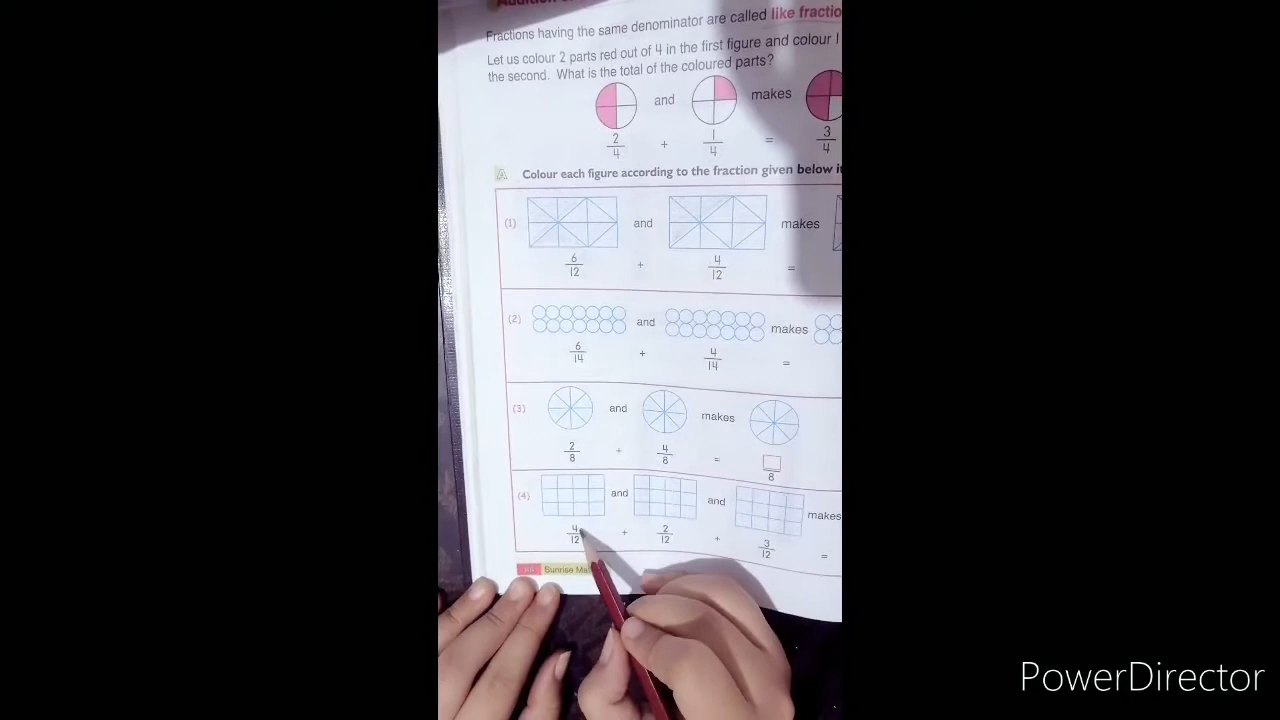 Addition
Fractions having the same denominator are called like fractio
Let us colour 2 parts red out of 4 in the first figure and colour 1
the second. What is the total of the coloured parts?
and makes
2/4 + 1/4 = 3/4
A Colour each figure according to the fraction given below i
(1) and makes
6/12 + 4/12 =
(2) and makes
6/14 + 4/14 =
(3) and makes
2/8 + 4/8 = /8
(4) and and makes
4/12 + 2/12 + 3/12 =
Sunrise
PowerDirector